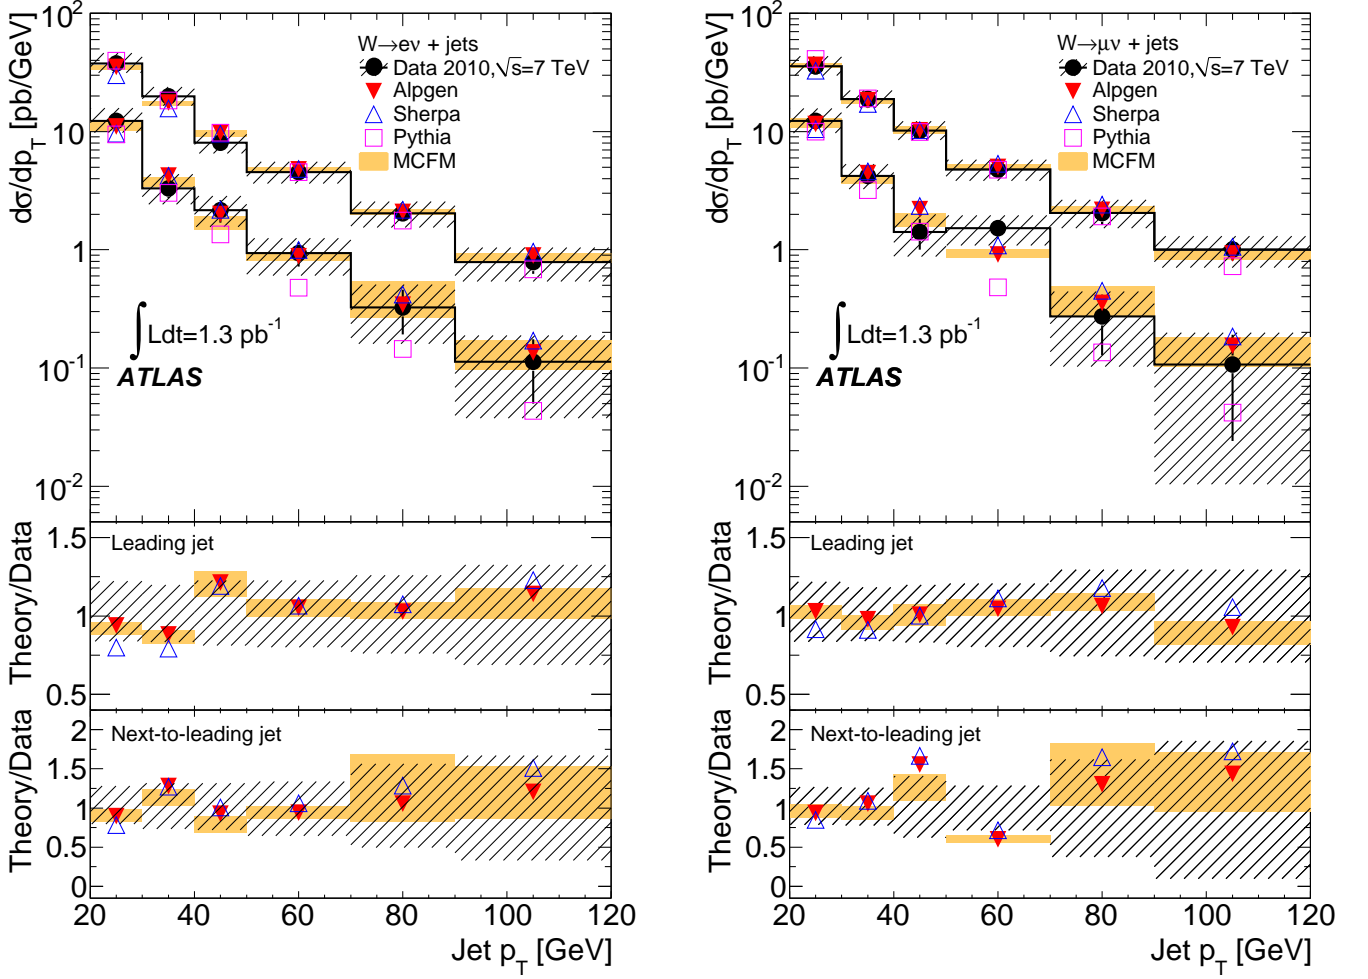 dσ/dp_T [pb/GeV]
10²
10
1
10⁻¹
10⁻²
W→eν + jets
Data 2010,√s=7 TeV
Alpgen
Sherpa
Pythia
MCFM
∫Ldt=1.3 pb⁻¹
ATLAS
Theory/Data
1.5
1
0.5
Leading jet
Theory/Data
2
1.5
1
0.5
0
Next-to-leading jet
20 40 60 80 100 120
Jet p_T [GeV]
dσ/dp_T [pb/GeV]
10²
10
1
10⁻¹
10⁻²
W→μν + jets
Data 2010,√s=7 TeV
Alpgen
Sherpa
Pythia
MCFM
∫Ldt=1.3 pb⁻¹
ATLAS
Theory/Data
1.5
1
0.5
Leading jet
Theory/Data
2
1.5
1
0.5
0
Next-to-leading jet
20 40 60 80 100 120
Jet p_T [GeV]